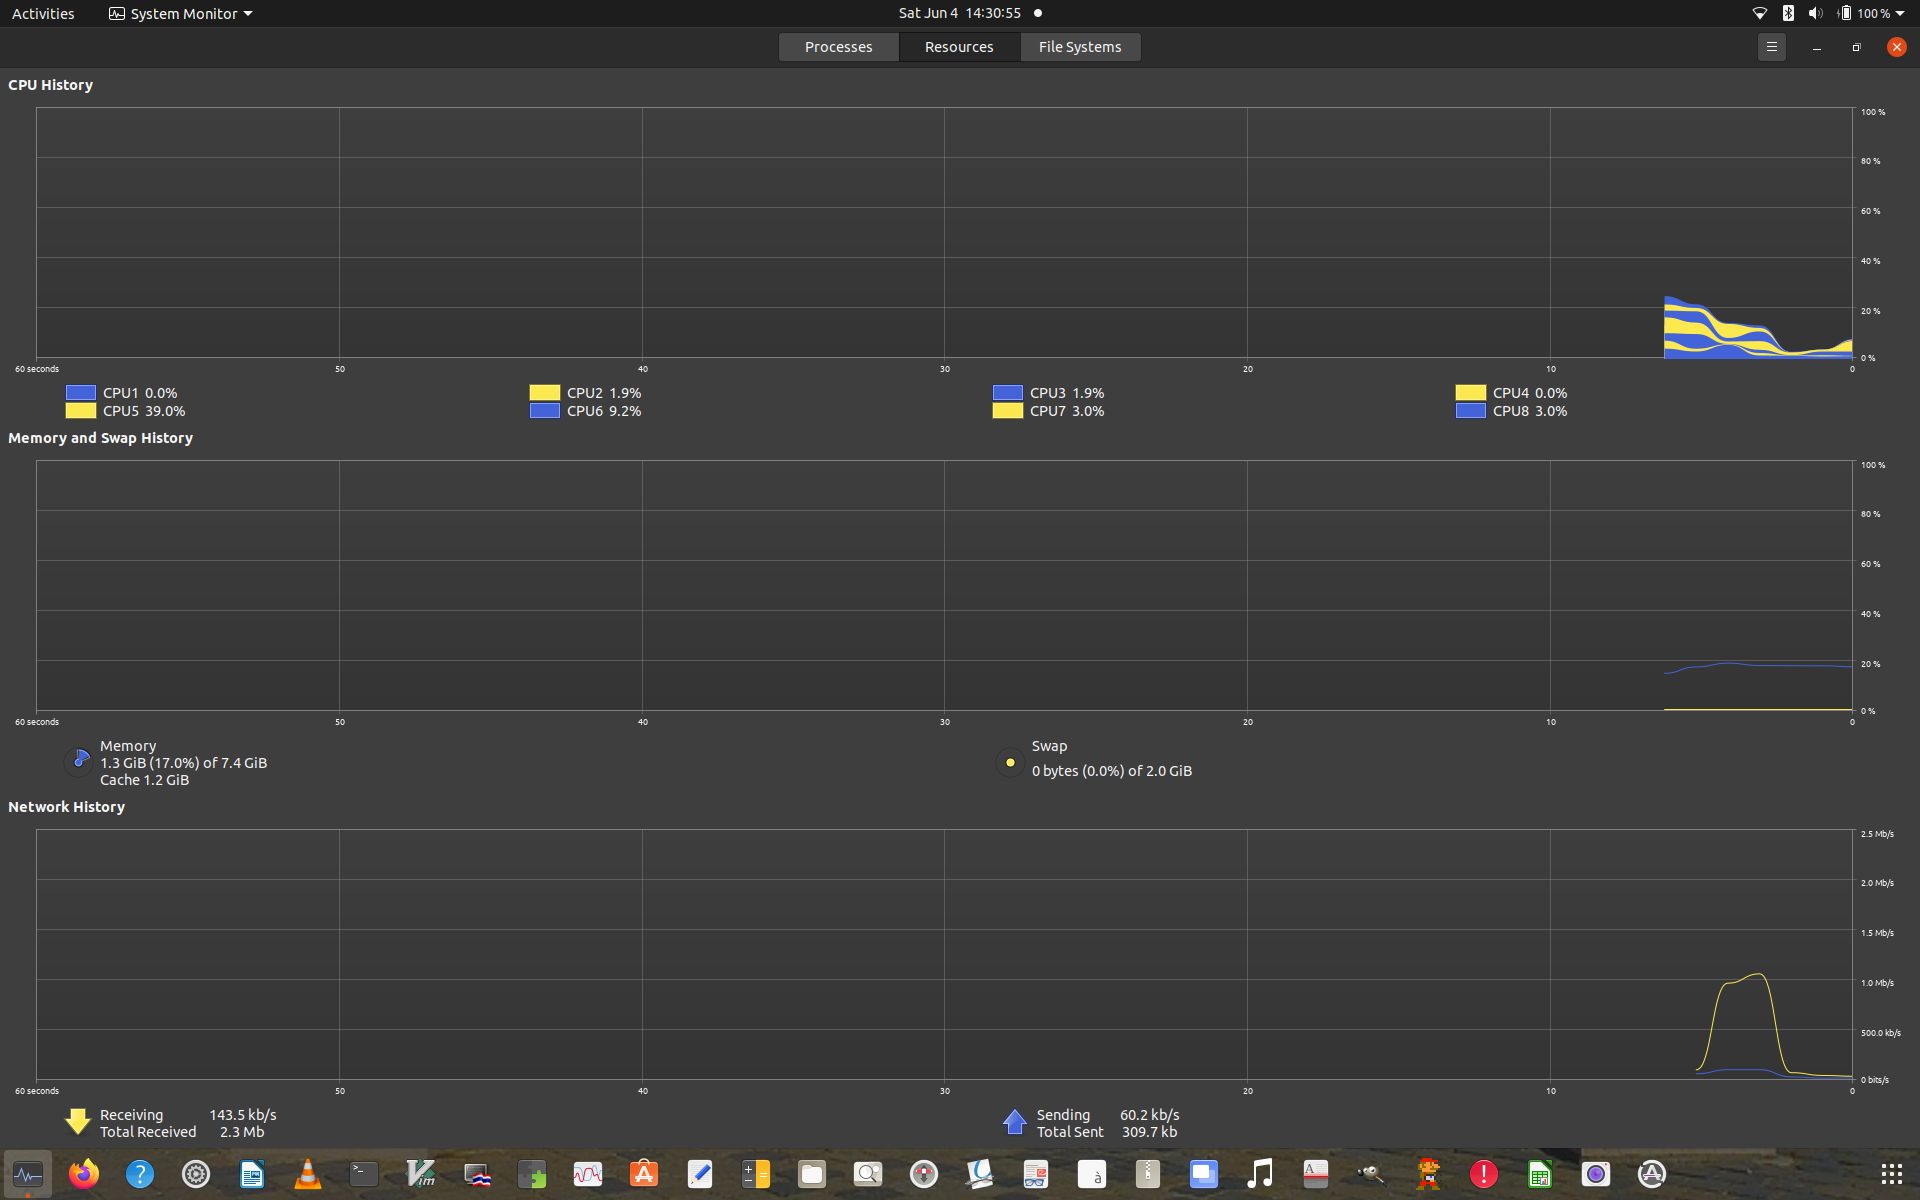 Activities System Monitor Sat Jun 4 14:30:55 100 %
Processes Resources File Systems
CPU History
100 %
80 %
60 %
40 %
20 %
0 %
60 seconds 50 40 30 20 10 0
CPU1 0.0% CPU2 1.9% CPU3 1.9% CPU4 0.0%
CPU5 39.0% CPU6 9.2% CPU7 3.0% CPU8 3.0%
Memory and Swap History
100 %
80 %
60 %
40 %
20 %
0 %
60 seconds 50 40 30 20 10 0
Memory
1.3 GiB (17.0%) of 7.4 GiB
Cache 1.2 GiB
Swap
0 bytes (0.0%) of 2.0 GiB
Network History
2.5 Mb/s
2.0 Mb/s
1.5 Mb/s
1.0 Mb/s
500.0 kb/s
0 bits/s
60 seconds 50 40 30 20 10 0
Receiving 143.5 kb/s
Total Received 2.3 Mb
Sending 60.2 kb/s
Total Sent 309.7 kb